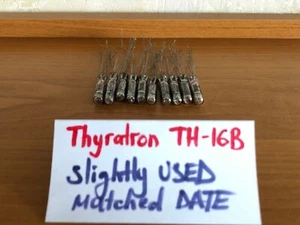 Thyratron TH-16B
slightly USED
matched DATE